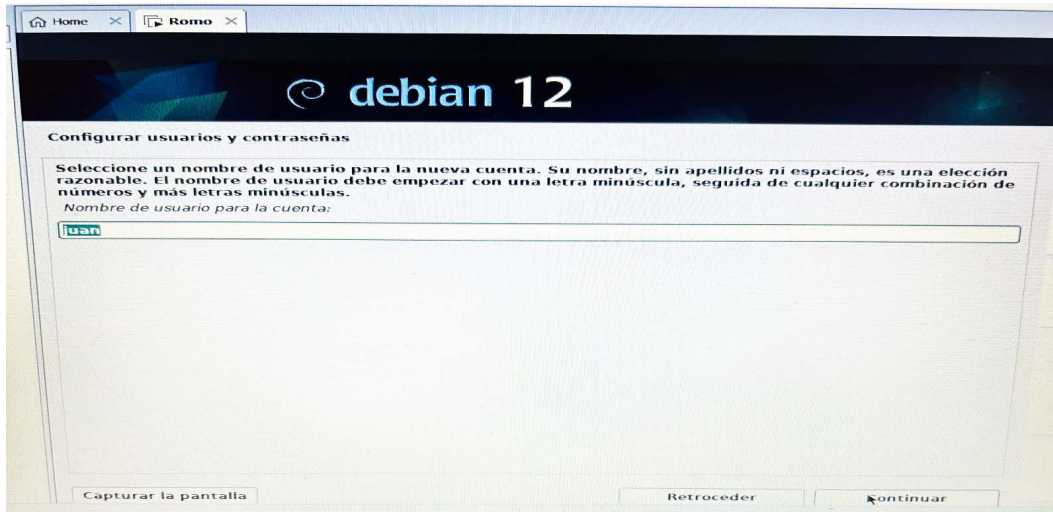 Home
Romo
debian 12
Configurar usuarios y contraseñas
Seleccione un nombre de usuario para la nueva cuenta. Su nombre, sin apellidos ni espacios, es una elección
razonable. El nombre de usuario debe empezar con una letra minúscula, seguida de cualquier combinación de
números y más letras minúsculas.
Nombre de usuario para la cuenta:
juan
Capturar la pantalla
Retroceder
Continuar